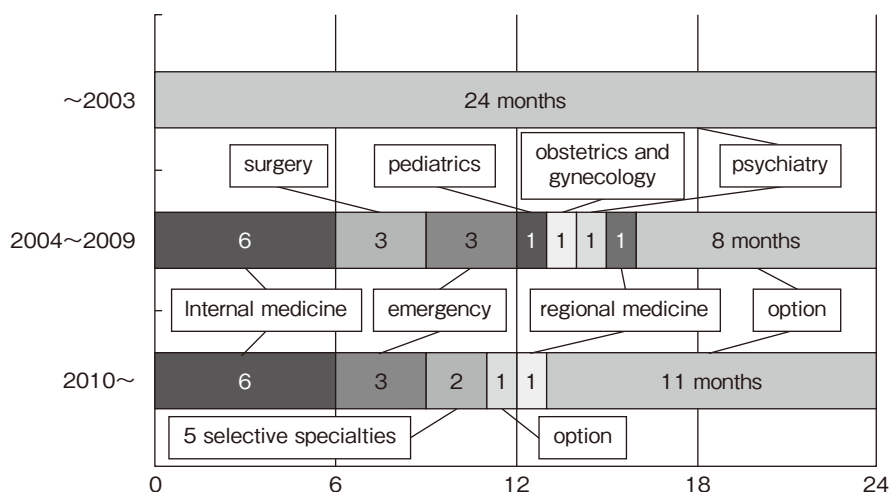 ～2003
24 months
surgery
pediatrics
obstetrics and
gynecology
psychiatry
2004～2009
6
3
3
1
1
1
1
8 months
Internal medicine
emergency
regional medicine
option
2010～
6
3
2
1
1
11 months
5 selective specialties
option
0
6
12
18
24